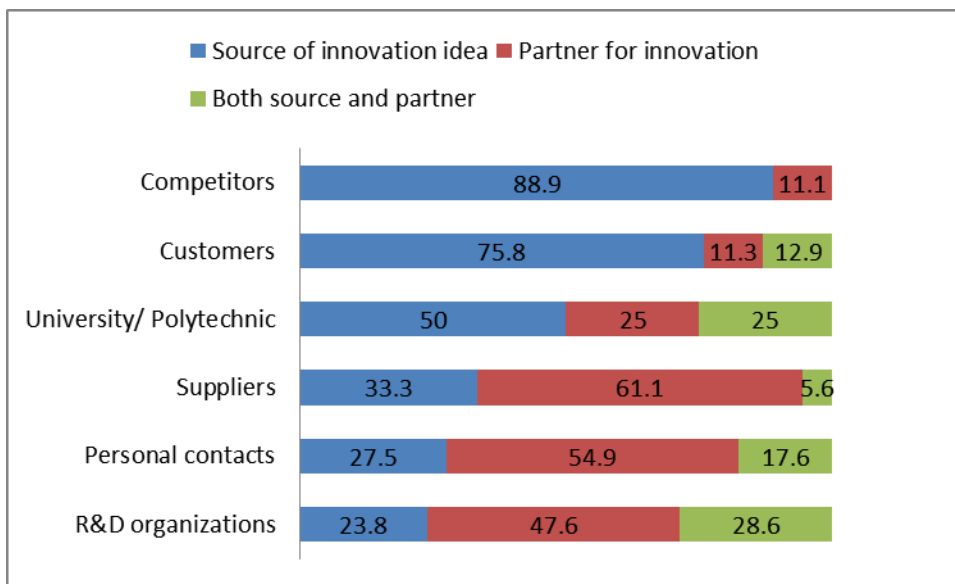 Source of innovation idea Partner for innovation
Both source and partner
Competitors 88.9 11.1
Customers 75.8 11.3 12.9
University/ Polytechnic 50 25 25
Suppliers 33.3 61.1 5.6
Personal contacts 27.5 54.9 17.6
R&D organizations 23.8 47.6 28.6